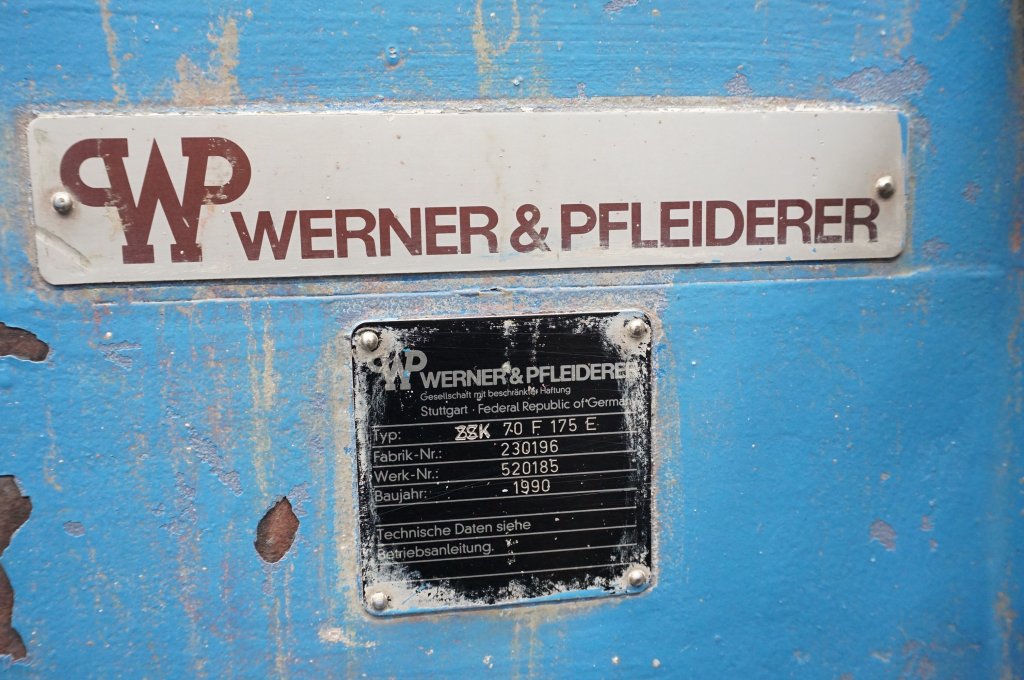 WP WERNER & PFLEIDERER
WP WERNER & PFLEIDERER
Gesellschaft mit beschränkter Haftung
Stuttgart · Federal Republic of Germany
Typ: ZSK 70 F 175 E
Fabrik-Nr.: 230196
Werk-Nr.: 520185
Baujahr: 1990
Technische Daten siehe
Betriebsanleitung.